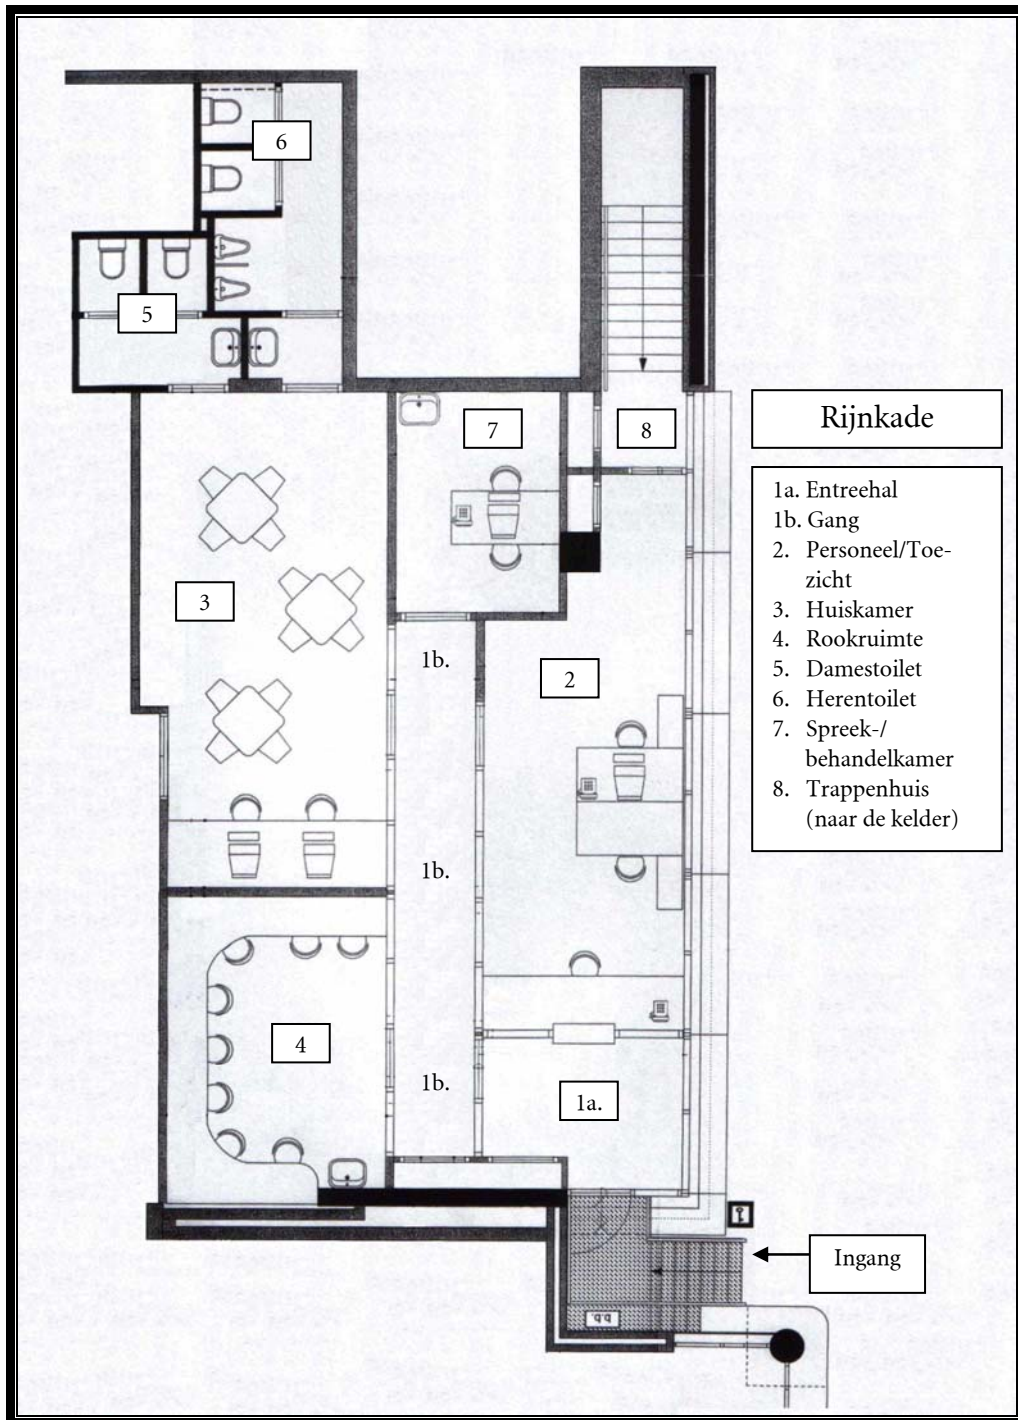 6
5
7
8
Rijnkade
1a. Entreehal
1b. Gang
2. Personeel/Toe-
zicht
3. Huiskamer
4. Rookruimte
5. Damestoilet
6. Herentoilet
7. Spreek-/
behandelkamer
8. Trappenhuis
(naar de kelder)
3
1b.
2
1b.
4
1b.
1a.
Ingang